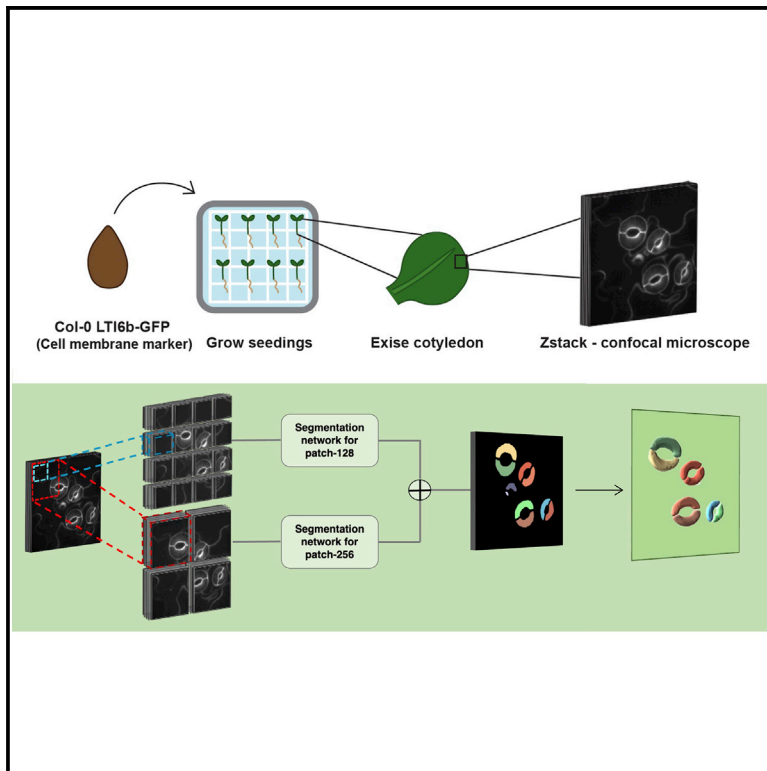 Col-0 LTI6b-GFP
(Cell membrane marker)
Grow seedings
Exise cotyledon
Zstack - confocal microscope
Segmentation
network for
patch-128
Segmentation
network for
patch-256